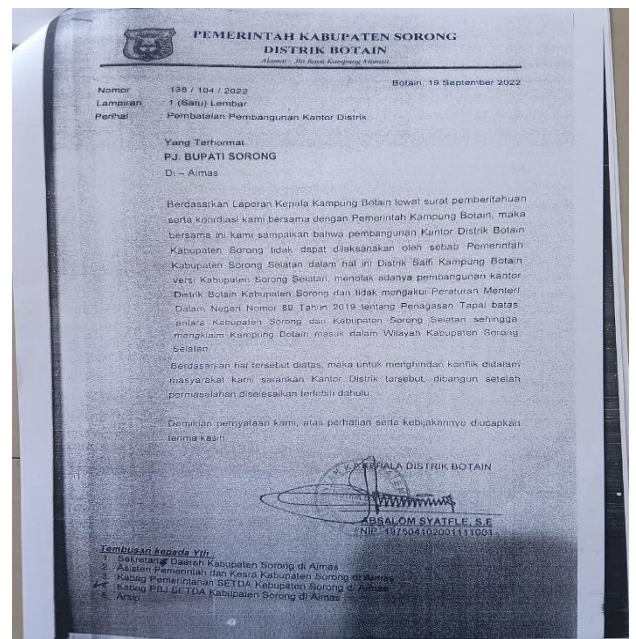 PEMERINTAH KABUPATEN SORONG
DISTRIK BOTAIN
Alamat : Jln Raya Kampung
Botain, 19 September 2022
Nomor : 138 / 104 / 2022
Lampiran : 1 (Satu) Lembar
Perihal : Pembatalan Pembangunan Kantor Distrik
Yang Terhormat
PJ. BUPATI SORONG
Di – Aimas
Berdasarkan Laporan Kepala Kampung Botain lewat surat pemberitahuan
serta koordiasi kami bersama dengan Pemerintah Kampung Botain, maka
bersama ini kami sampaikan bahwa pembangunan Kantor Distrik Botain
Kabupaten Sorong tidak dapat dilaksanakan oleh sebab Pemerintah
Kabupaten Sorong Selatan dalam hal ini Distrik Saifi Kampung Botain
versi Kabupaten Sorong Selatan, menolak adanya pembangunan kantor
Distrik Botain Kabupaten Sorong dan tidak mengakui Peraturan Menteri
Dalam Negeri Nomor 89 Tahun 2019 tentang Penagasan Tapal batas
antara Kabupaten Sorong dan Kabupaten Sorong Selatan sehingga
mengklaim Kampung Botain masuk dalam Wilayah Kabupaten Sorong
Selatan.
Berdasarkan hal tersebut diatas, maka untuk menghindari konflik didalam
masyarakat kami sarankan Kantor Distrik tersebut, dibangun setelah
permasalahan diselesaikan terlebih dahulu.
Demikian pernyataan kami, atas perhatian serta kebijakannya diucapkan
terima kasih.
KEPALA DISTRIK BOTAIN
ABSALOM SYATFLE, S.E
NIP. 197504102001111001
Tembusan kepada Yth :
1. Sekretaris Daerah Kabupaten Sorong di Aimas
2. Asisten Pemerintah dan Kesra Kabupaten Sorong di Aimas
3. Kabag Pemerintahan SETDA Kabupaten Sorong di Aimas
4. Kabag PBJ SETDA Kabupaten Sorong di Aimas
5. Arsip